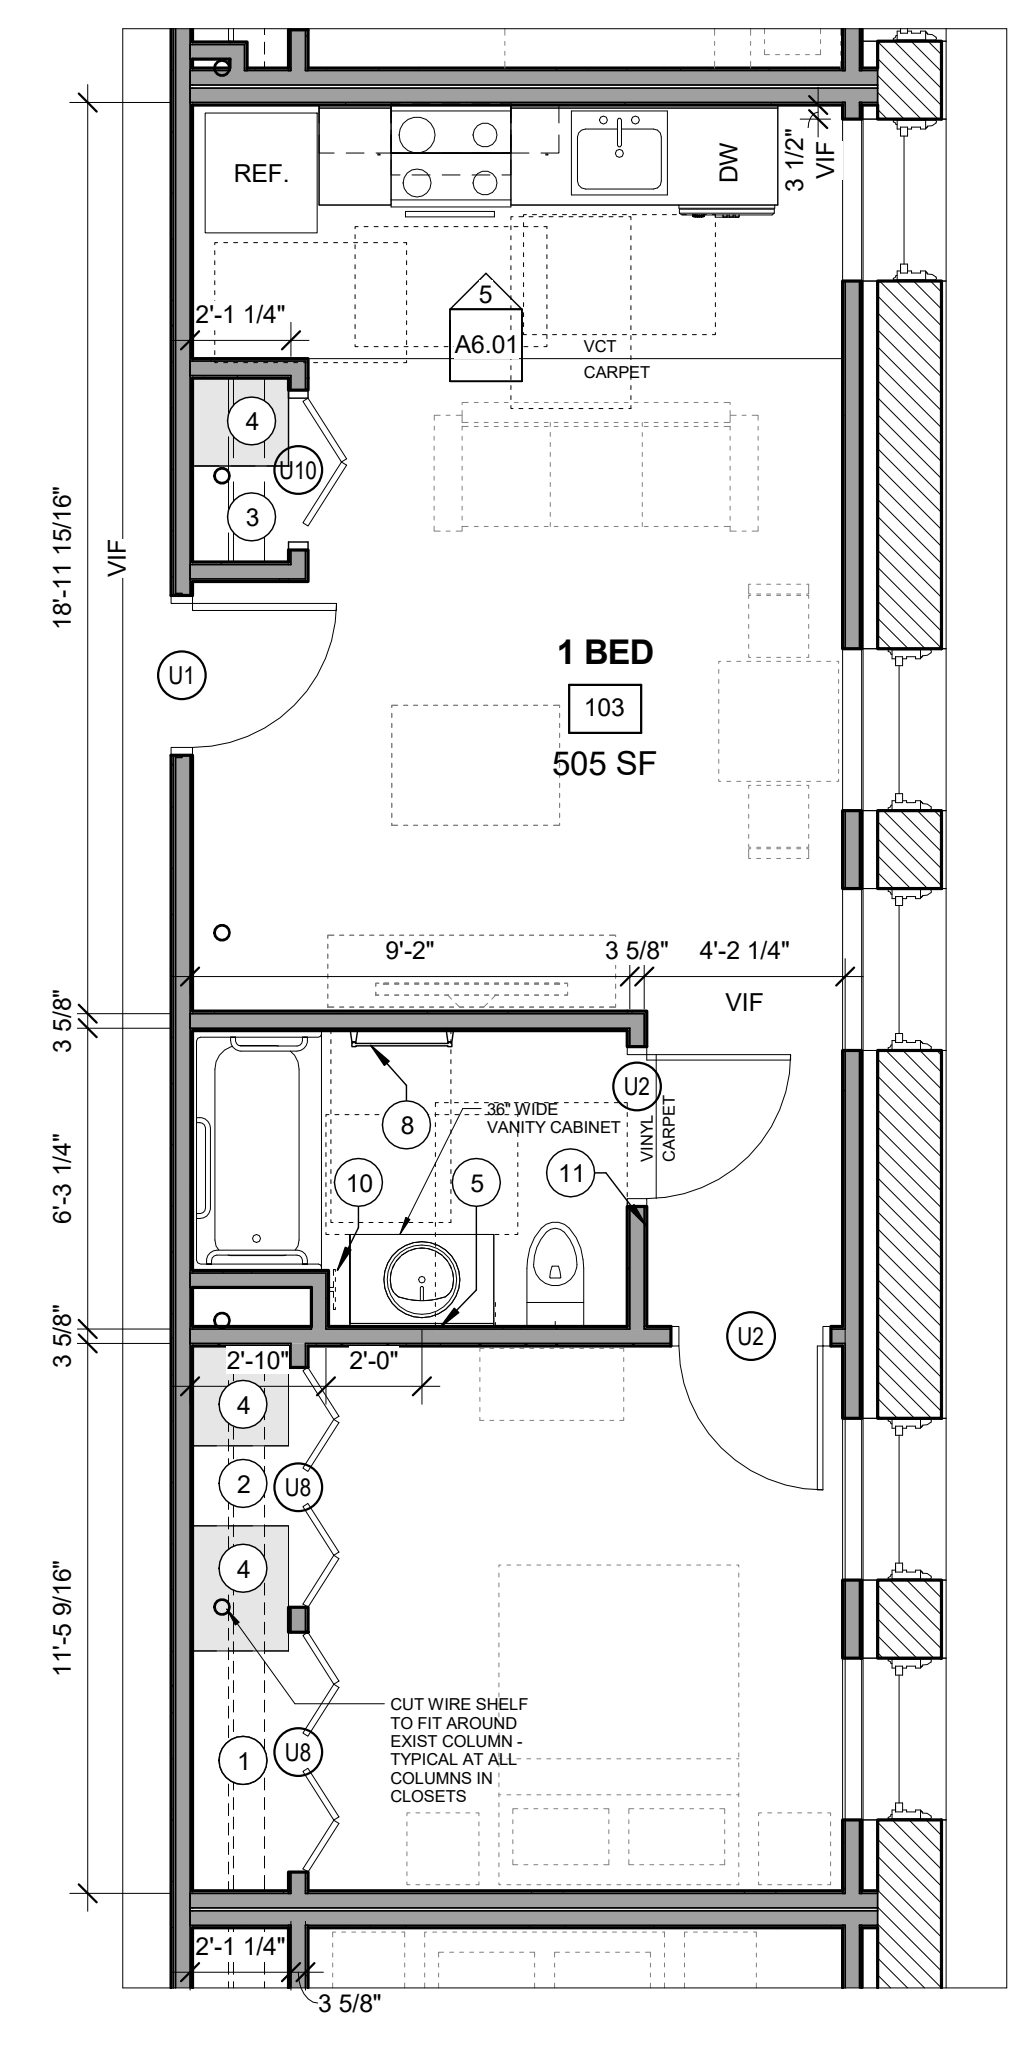 REF.
DW
3 1/2"
VIF
2'-1 1/4"
5
A6.01
VCT
CARPET
4
U10
3
18'-11 15/16"
VIF
1 BED
U1
103
505 SF
9'-2"
3 5/8"
4'-2 1/4"
VIF
3 5/8"
U2
8
36" WIDE
VANITY CABINET
VINYL
CARPET
6'-3 1/4"
10
5
11
3 5/8"
U2
2'-10"
2'-0"
4
2
U8
4
11'-5 9/16"
CUT WIRE SHELF
TO FIT AROUND
EXIST COLUMN -
TYPICAL AT ALL
COLUMNS IN
CLOSETS
1
U8
2'-1 1/4"
3 5/8"